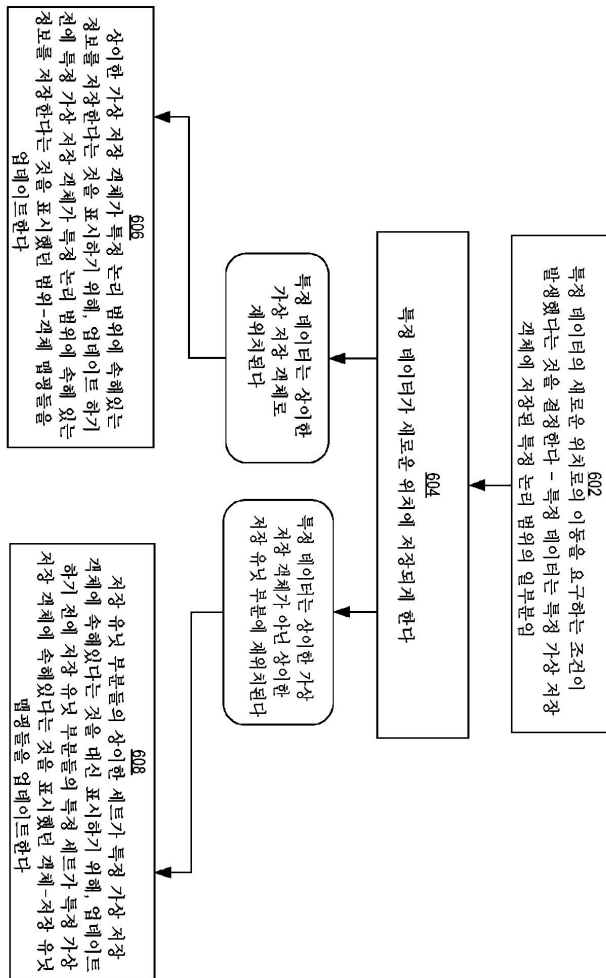 602
특정 데이터의 새로운 위치로의 이동을 요구하는 조건이
발생했다는 것을 결정한다 - 특정 데이터는 특정 가상 저장
객체에 저장된 특정 논리 범위의 일부분임
604
특정 데이터가 새로운 위치에 저장되게 한다
특정 데이터는 상이한
가상 저장 객체로
재위치된다
특정 데이터는 상이한 가상
저장 객체가 아닌 상이한
저장 유닛 부분에 재위치된다
606
상이한 가상 저장 객체가 특정 논리 범위에 속해있는
정보를 저장한다는 것을 표시하기 위해, 업데이트 하기
전에 특정 가상 저장 객체가 특정 논리 범위에 속해 있는
정보를 저장한다는 것을 표시했던 범위-객체 맵핑들을
업데이트한다
608
저장 유닛 부분들의 상이한 세트가 특정 가상 저장
객체에 속해있다는 것을 대신 표시하기 위해, 업데이트
하기 전에 저장 유닛 부분들의 특정 세트가 특정 가상
저장 객체에 속해있다는 것을 표시했던 객체-저장 유닛
맵핑들을 업데이트한다